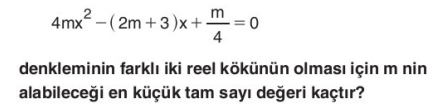 4mx² – ( 2m + 3 ) x + m/4 = 0
denkleminin farklı iki reel kökünün olması için m nin
alabileceği en küçük tam sayı değeri kaçtır?